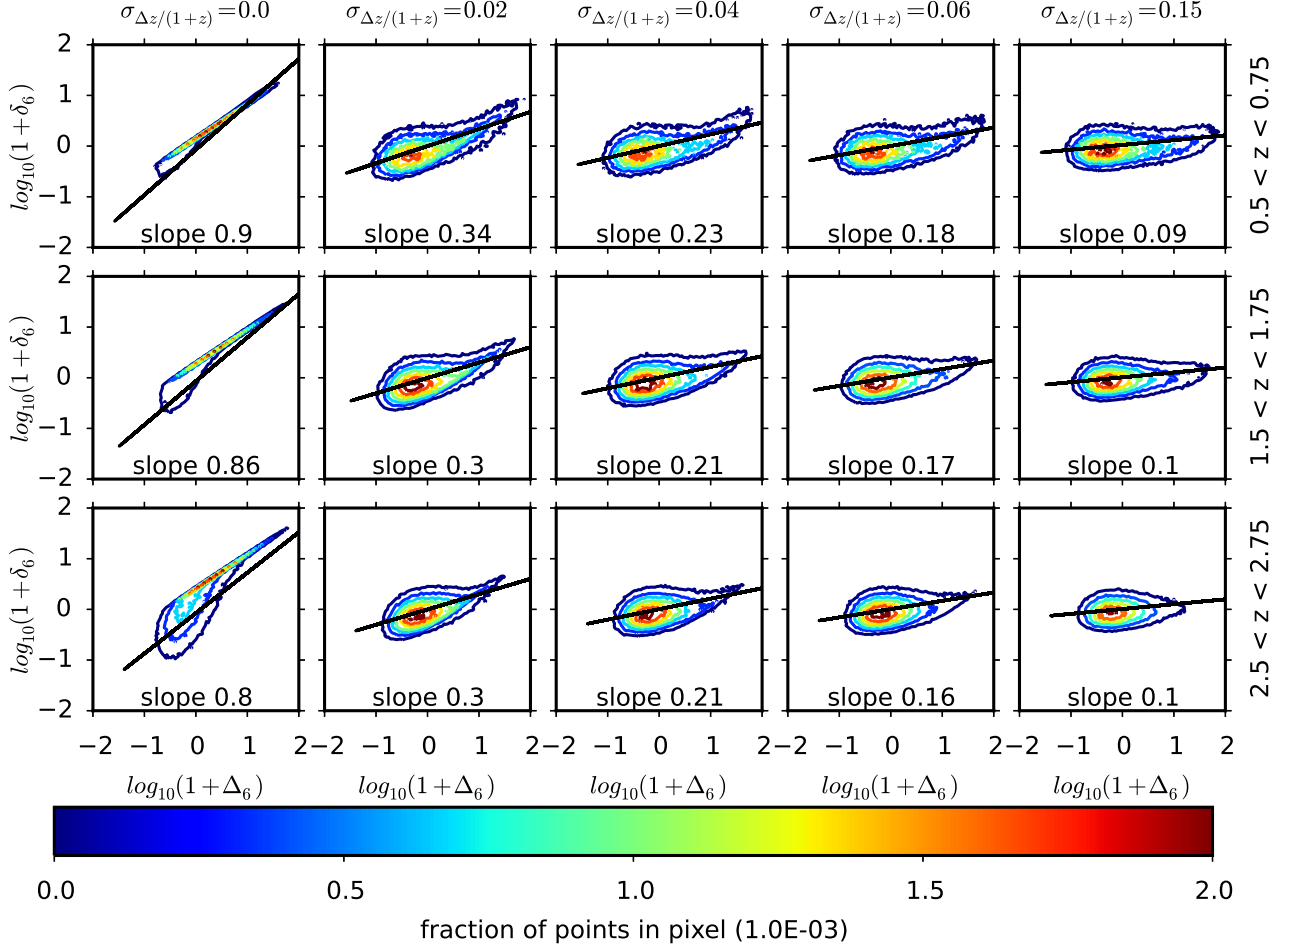 σΔz/(1+z)=0.0 σΔz/(1+z)=0.02 σΔz/(1+z)=0.04 σΔz/(1+z)=0.06 σΔz/(1+z)=0.15
2
1
0
−1
−2
log10(1+δ6)
slope 0.9 slope 0.34 slope 0.23 slope 0.18 slope 0.09
0.5 < z < 0.75
2
1
0
−1
−2
log10(1+δ6)
slope 0.86 slope 0.3 slope 0.21 slope 0.17 slope 0.1
1.5 < z < 1.75
2
1
0
−1
−2
log10(1+δ6)
slope 0.8 slope 0.3 slope 0.21 slope 0.16 slope 0.1
2.5 < z < 2.75
−2 −1 0 1 2 −2 −1 0 1 2 −2 −1 0 1 2 −2 −1 0 1 2 −2 −1 0 1 2
log10(1+Δ6) log10(1+Δ6) log10(1+Δ6) log10(1+Δ6) log10(1+Δ6)
0.0 0.5 1.0 1.5 2.0
fraction of points in pixel (1.0E-03)